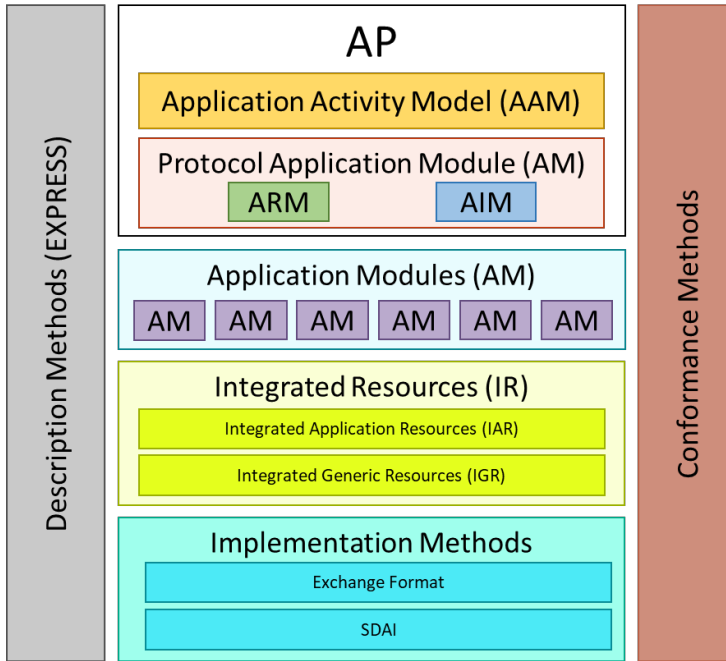 Description Methods (EXPRESS)
AP
Application Activity Model (AAM)
Protocol Application Module (AM)
ARM AIM
Application Modules (AM)
AM AM AM AM AM AM
Integrated Resources (IR)
Integrated Application Resources (IAR)
Integrated Generic Resources (IGR)
Implementation Methods
Exchange Format
SDAI
Conformance Methods